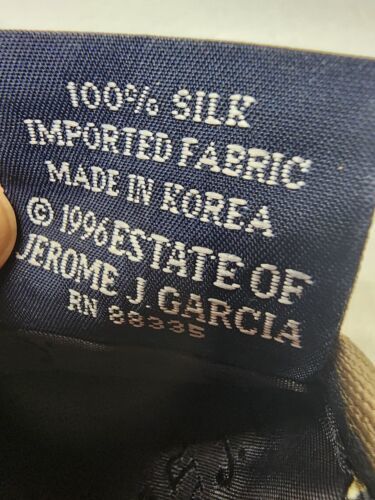 100% SILK
IMPORTED FABRIC
MADE IN KOREA
© 1996 ESTATE OF
JEROME J. GARCIA
RN 88335
J.